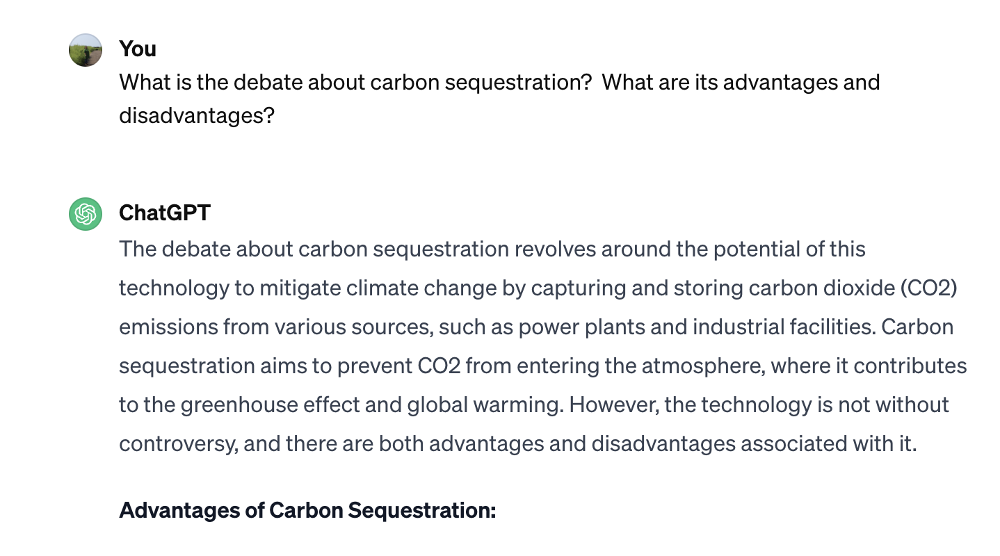 You
What is the debate about carbon sequestration?  What are its advantages and
disadvantages?
ChatGPT
The debate about carbon sequestration revolves around the potential of this
technology to mitigate climate change by capturing and storing carbon dioxide (CO2)
emissions from various sources, such as power plants and industrial facilities. Carbon
sequestration aims to prevent CO2 from entering the atmosphere, where it contributes
to the greenhouse effect and global warming. However, the technology is not without
controversy, and there are both advantages and disadvantages associated with it.
Advantages of Carbon Sequestration: